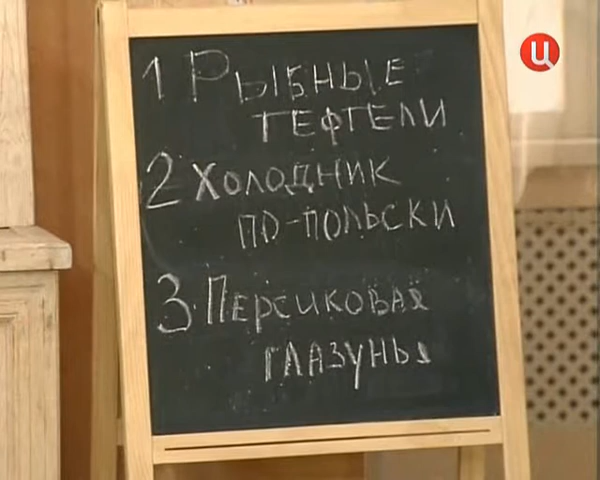 Ц
1 Рыбные
тефтели
2 Холодник
по-польски
3. Персиковая
глазунья